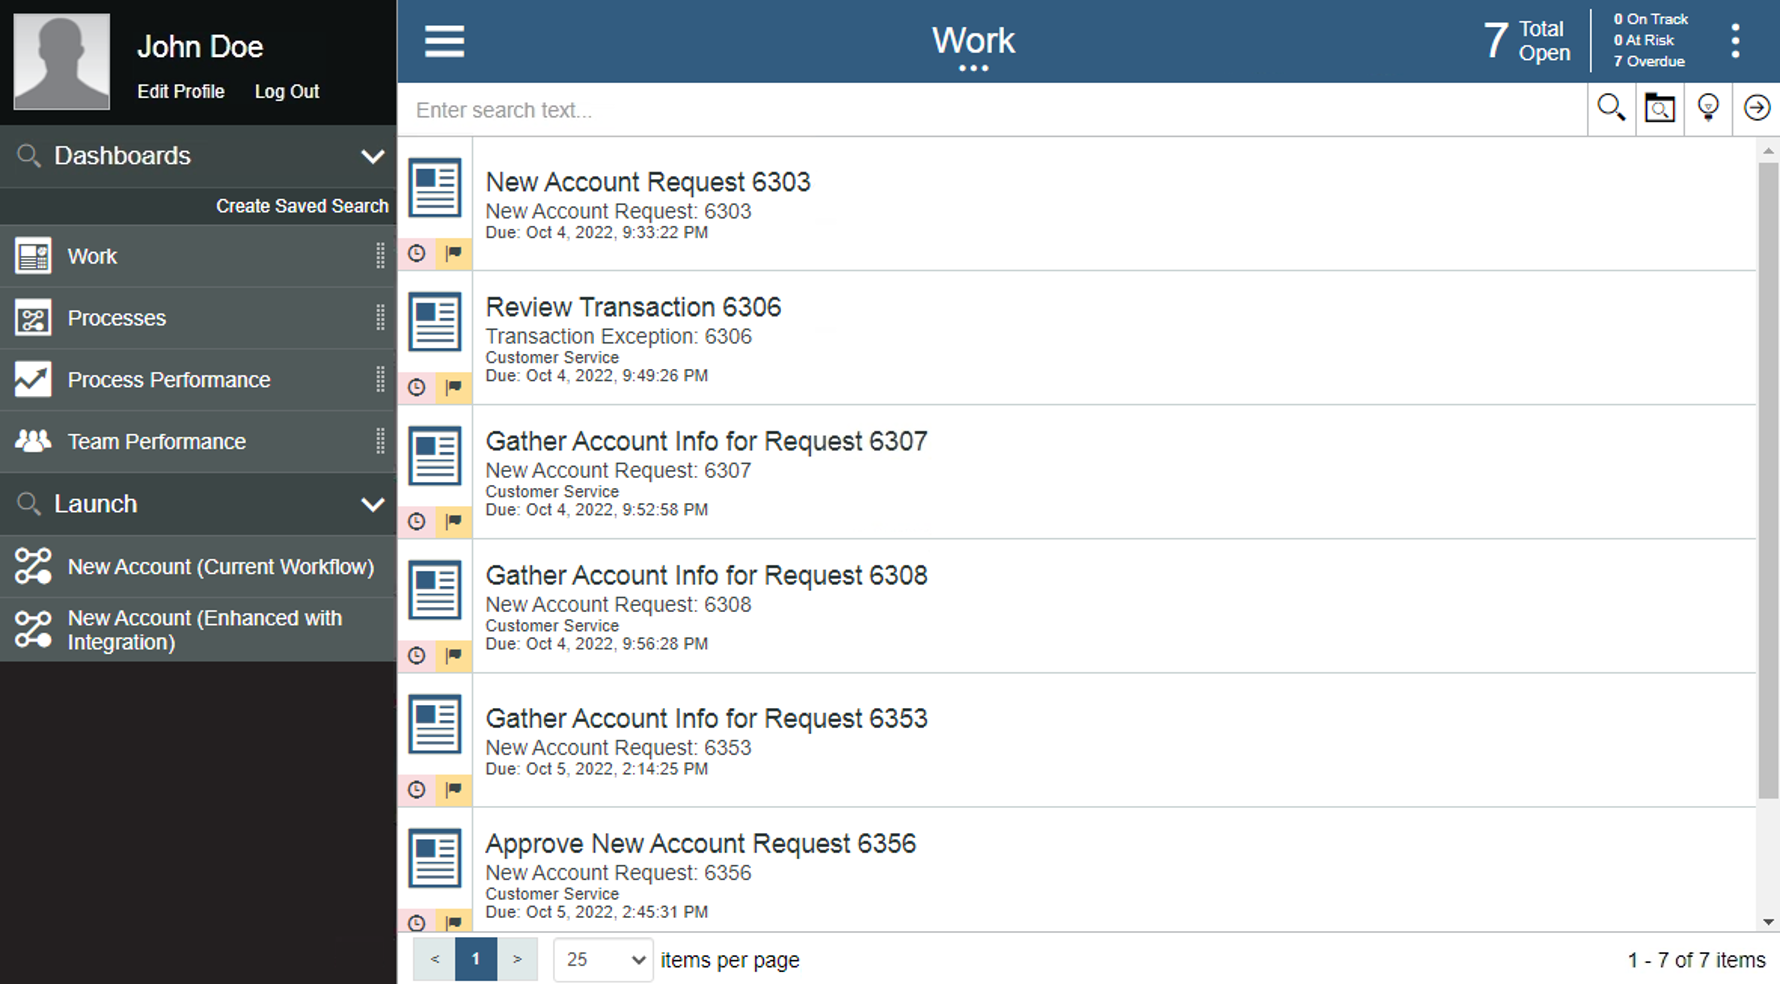 John Doe
Edit Profile Log Out
Dashboards
Create Saved Search
Work
Processes
Process Performance
Team Performance
Launch
New Account (Current Workflow)
New Account (Enhanced with
Integration)
Work
7 Total
Open
0 On Track
0 At Risk
7 Overdue
Enter search text...
New Account Request 6303
New Account Request: 6303
Due: Oct 4, 2022, 9:33:22 PM
Review Transaction 6306
Transaction Exception: 6306
Customer Service
Due: Oct 4, 2022, 9:49:26 PM
Gather Account Info for Request 6307
New Account Request: 6307
Customer Service
Due: Oct 4, 2022, 9:52:58 PM
Gather Account Info for Request 6308
New Account Request: 6308
Customer Service
Due: Oct 4, 2022, 9:56:28 PM
Gather Account Info for Request 6353
New Account Request: 6353
Due: Oct 5, 2022, 2:14:25 PM
Approve New Account Request 6356
New Account Request: 6356
Customer Service
Due: Oct 5, 2022, 2:45:31 PM
< 1 > 25 items per page
1 - 7 of 7 items